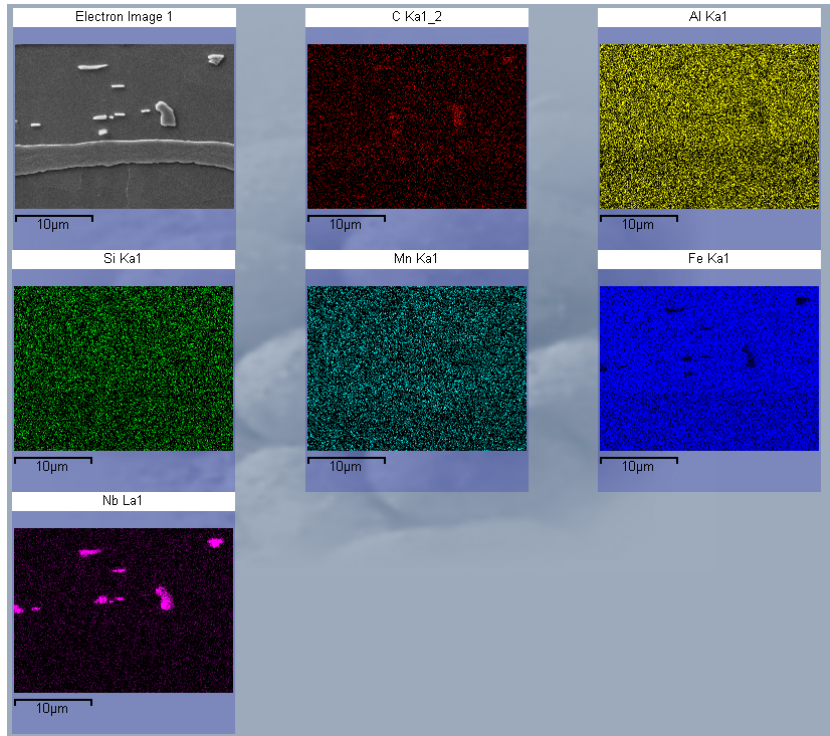 Electron Image 1
C Ka1_2
Al Ka1
10µm
10µm
10µm
Si Ka1
Mn Ka1
Fe Ka1
10µm
10µm
10µm
Nb La1
10µm